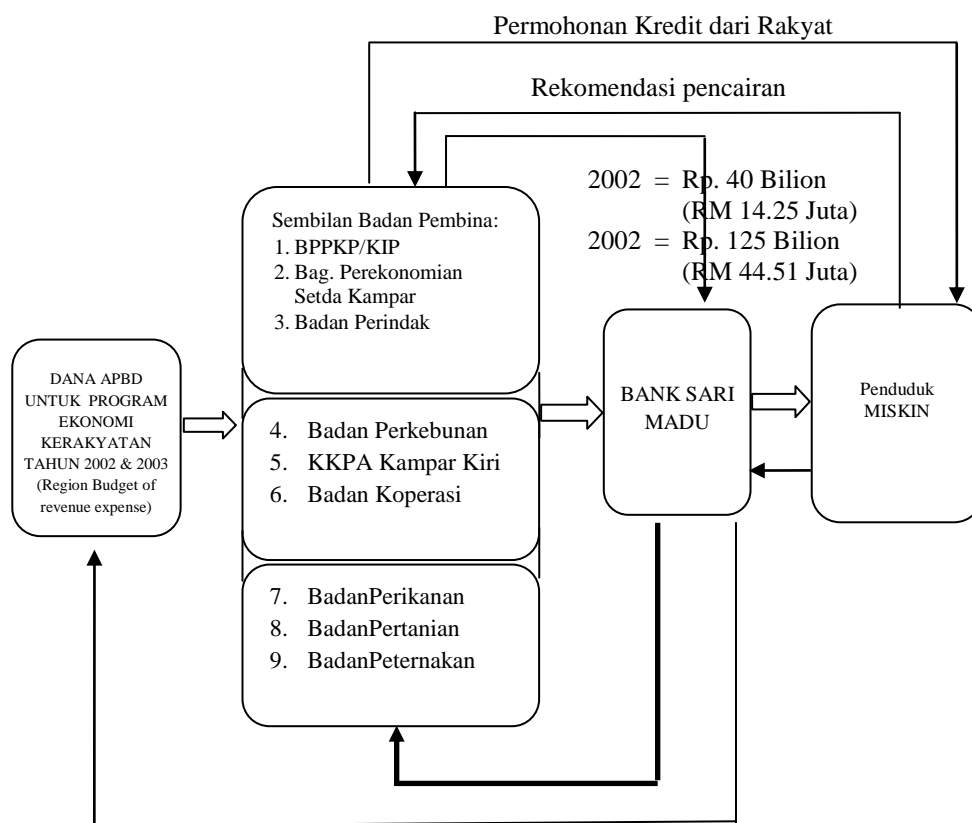 Permohonan Kredit dari Rakyat
Rekomendasi pencairan
2002 = Rp. 40 Bilion
(RM 14.25 Juta)
2002 = Rp. 125 Bilion
(RM 44.51 Juta)
Sembilan Badan Pembina:
1. BPPKP/KIP
2. Bag. Perekonomian
Setda Kampar
3. Badan Perindak
DANA APBD
UNTUK PROGRAM
EKONOMI
KERAKYATAN
TAHUN 2002 & 2003
(Region Budget of
revenue expense)
4. Badan Perkebunan
5. KKPA Kampar Kiri
6. Badan Koperasi
7. BadanPerikanan
8. BadanPertanian
9. BadanPeternakan
BANK SARI
MADU
Penduduk
MISKIN